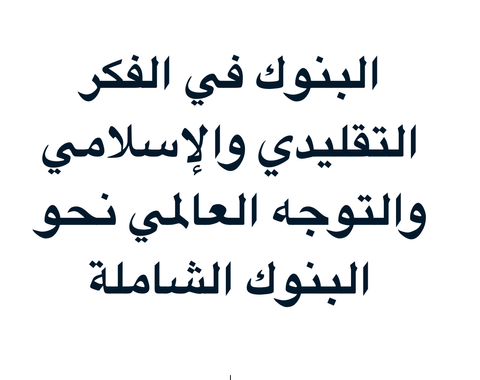 البنوك في الفكر
التقليدي والإسلامي
والتوجه العالمي نحو
البنوك الشاملة